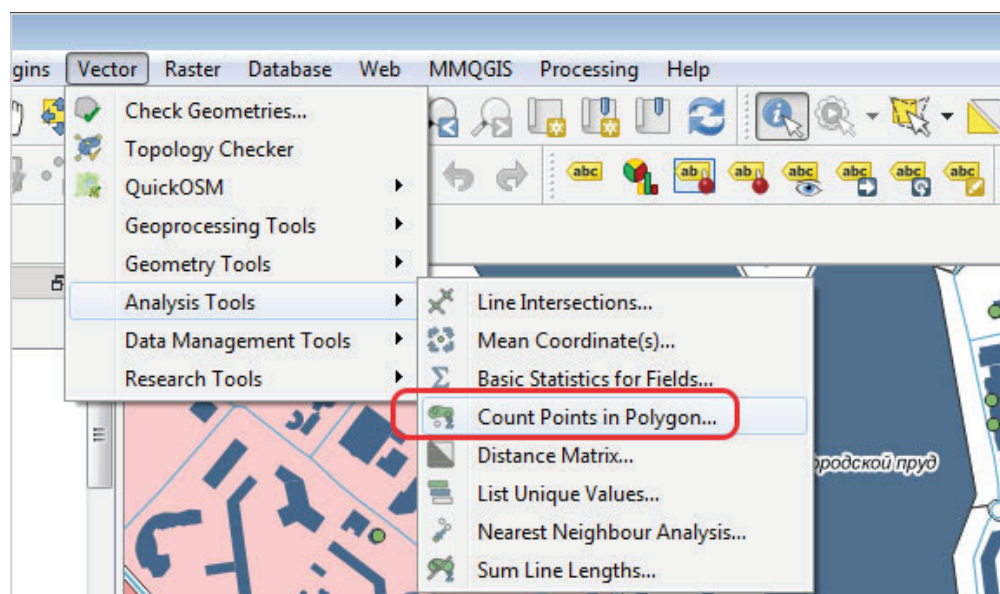 gins Vector Raster Database Web MMQGIS Processing Help
Check Geometries...
Topology Checker
QuickOSM
Geoprocessing Tools
Geometry Tools
Analysis Tools
Data Management Tools
Research Tools
abc ab abc abc abc abc abc
Line Intersections...
Mean Coordinate(s)...
Basic Statistics for Fields...
Count Points in Polygon...
Distance Matrix...
List Unique Values...
Nearest Neighbour Analysis...
Sum Line Lengths...
ородской пруд